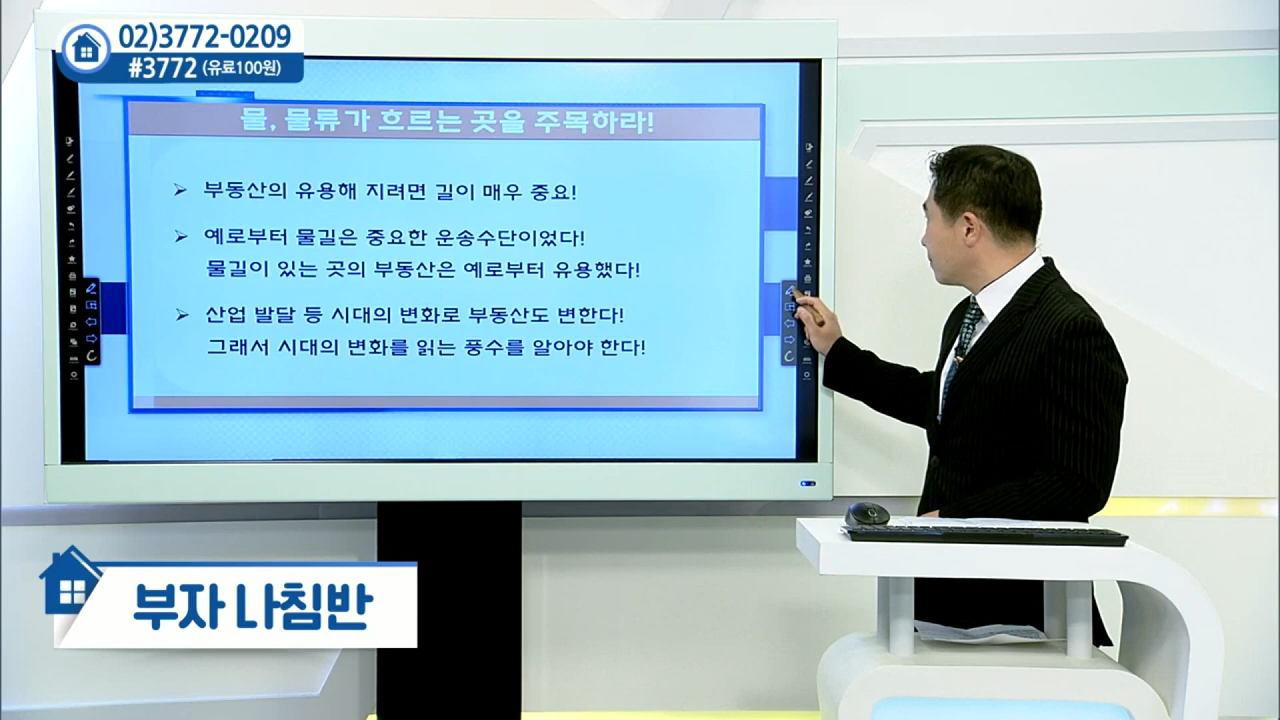 02)3772-0209
#3772 (유료100원)
물, 물류가 흐르는 곳을 주목하라!
➢ 부동산의 유용해 지려면 길이 매우 중요!
➢ 예로부터 물길은 중요한 운송수단이었다!
물길이 있는 곳의 부동산은 예로부터 유용했다!
➢ 산업 발달 등 시대의 변화로 부동산도 변한다!
그래서 시대의 변화를 읽는 풍수를 알아야 한다!
부자 나침반